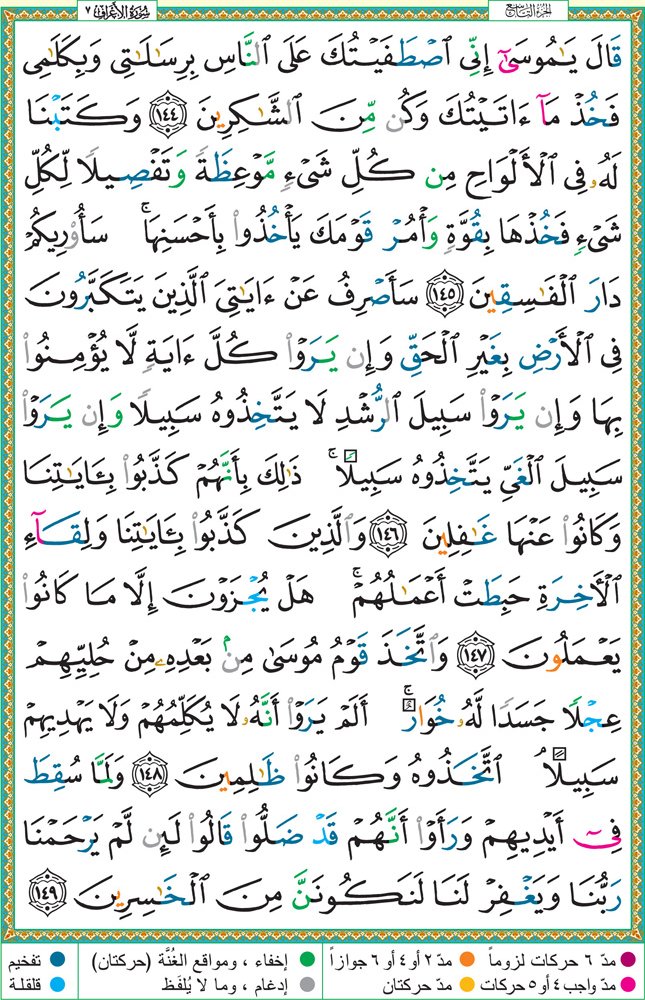 الجزء التاسع سورة الأعراف ٧
قَالَ يَٰمُوسَىٰٓ إِنِّى ٱصْطَفَيْتُكَ عَلَى ٱلنَّاسِ بِرِسَٰلَٰتِى وَبِكَلَٰمِى
فَخُذْ مَآ ءَاتَيْتُكَ وَكُن مِّنَ ٱلشَّٰكِرِينَ ١٤٤ وَكَتَبْنَا
لَهُۥ فِى ٱلْأَلْوَاحِ مِن كُلِّ شَىْءٍ مَّوْعِظَةً وَتَفْصِيلًا لِّكُلِّ
شَىْءٍ فَخُذْهَا بِقُوَّةٍ وَأْمُرْ قَوْمَكَ يَأْخُذُوا۟ بِأَحْسَنِهَا ۚ سَأُو۟رِيكُمْ
دَارَ ٱلْفَٰسِقِينَ ١٤٥ سَأَصْرِفُ عَنْ ءَايَٰتِىَ ٱلَّذِينَ يَتَكَبَّرُونَ
فِى ٱلْأَرْضِ بِغَيْرِ ٱلْحَقِّ وَإِن يَرَوْا۟ كُلَّ ءَايَةٍ لَّا يُؤْمِنُوا۟
بِهَا وَإِن يَرَوْا۟ سَبِيلَ ٱلرُّشْدِ لَا يَتَّخِذُوهُ سَبِيلًا وَإِن يَرَوْا۟
سَبِيلَ ٱلْغَىِّ يَتَّخِذُوهُ سَبِيلًا ۚ ذَٰلِكَ بِأَنَّهُمْ كَذَّبُوا۟ بِـَٔايَٰتِنَا
وَكَانُوا۟ عَنْهَا غَٰفِلِينَ ١٤٦ وَٱلَّذِينَ كَذَّبُوا۟ بِـَٔايَٰتِنَا وَلِقَآءِ
ٱلْءَاخِرَةِ حَبِطَتْ أَعْمَٰلُهُمْ ۚ هَلْ يُجْزَوْنَ إِلَّا مَا كَانُوا۟
يَعْمَلُونَ ١٤٧ وَٱتَّخَذَ قَوْمُ مُوسَىٰ مِنۢ بَعْدِهِۦ مِنْ حُلِيِّهِمْ
عِجْلًا جَسَدًا لَّهُۥ خُوَارٌ ۚ أَلَمْ يَرَوْا۟ أَنَّهُۥ لَا يُكَلِّمُهُمْ وَلَا يَهْدِيهِمْ
سَبِيلًا ۘ ٱتَّخَذُوهُ وَكَانُوا۟ ظَٰلِمِينَ ١٤٨ وَلَمَّا سُقِطَ
فِىٓ أَيْدِيهِمْ وَرَأَوْا۟ أَنَّهُمْ قَدْ ضَلُّوا۟ قَالُوا۟ لَئِن لَّمْ يَرْحَمْنَا
رَبُّنَا وَيَغْفِرْ لَنَا لَنَكُونَنَّ مِنَ ٱلْخَٰسِرِينَ ١٤٩
مدّ ٦ حركات لزوماً مدّ ٢ أو ٤ أو ٦ جوازاً إخفاء ، ومواقع الغُنَّة (حركتان) تفخيم
مدّ واجب ٤ أو ٥ حركات مدّ حركتان إدغام ، وما لا يُلفَظ قلقلة